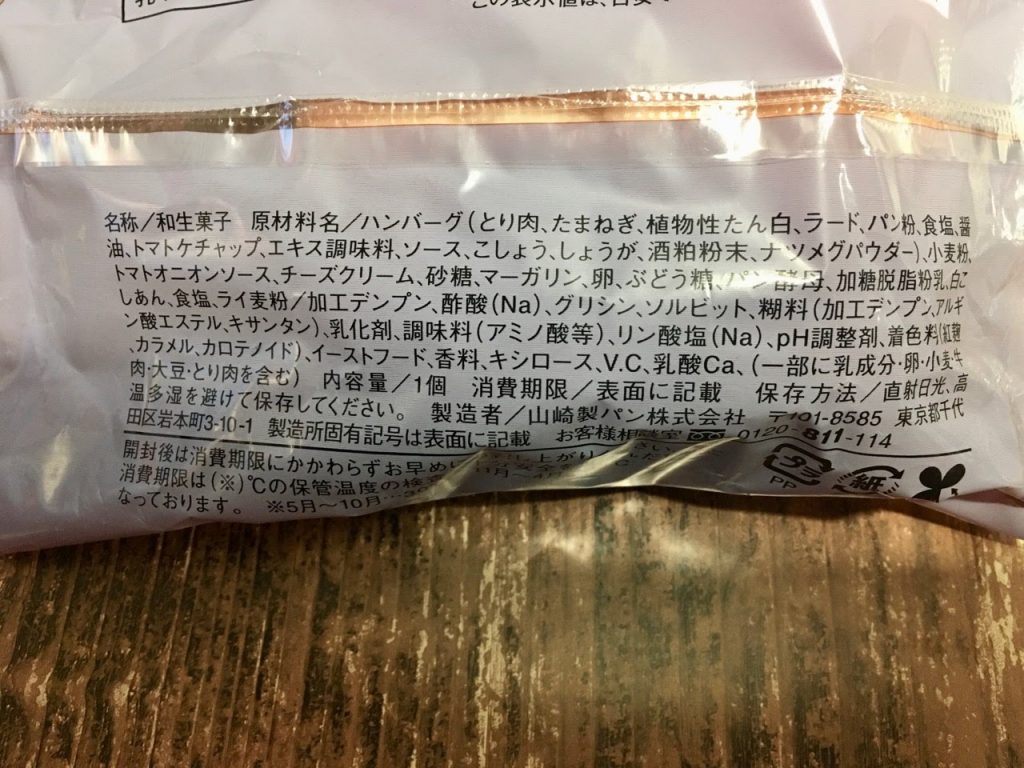 この表示値は、目安
名称／和生菓子　原材料名／ハンバーグ（とり肉、たまねぎ、植物性たん白、ラード、パン粉、食塩、醤
油、トマトケチャップ、エキス調味料、ソース、こしょう、しょうが、酒粕粉末、ナツメグパウダー）、小麦粉、
トマトオニオンソース、チーズクリーム、砂糖、マーガリン、卵、ぶどう糖、パン酵母、加糖脱脂粉乳、白こ
しあん、食塩、ライ麦粉／加工デンプン、酢酸（Na）、グリシン、ソルビット、糊料（加工デンプン、アルギ
ン酸エステル、キサンタン）、乳化剤、調味料（アミノ酸等）、リン酸塩（Na）、pH調整剤、着色料（紅麹
、カラメル、カロテノイド）、イーストフード、香料、キシロース、V.C、乳酸Ca、（一部に乳成分・卵・小麦・牛
肉・大豆・とり肉を含む）　内容量／1個　消費期限／表面に記載　保存方法／直射日光、高
温多湿を避けて保存してください。　製造者／山崎製パン株式会社　〒101-8585　東京都千代
田区岩本町3-10-1　製造所固有記号は表面に記載　お客様相談室 0120-811-114
開封後は消費期限にかかわらずお早め
消費期限は（※）℃の保管温度の検
なっております。　※5月〜10月
PP
紙